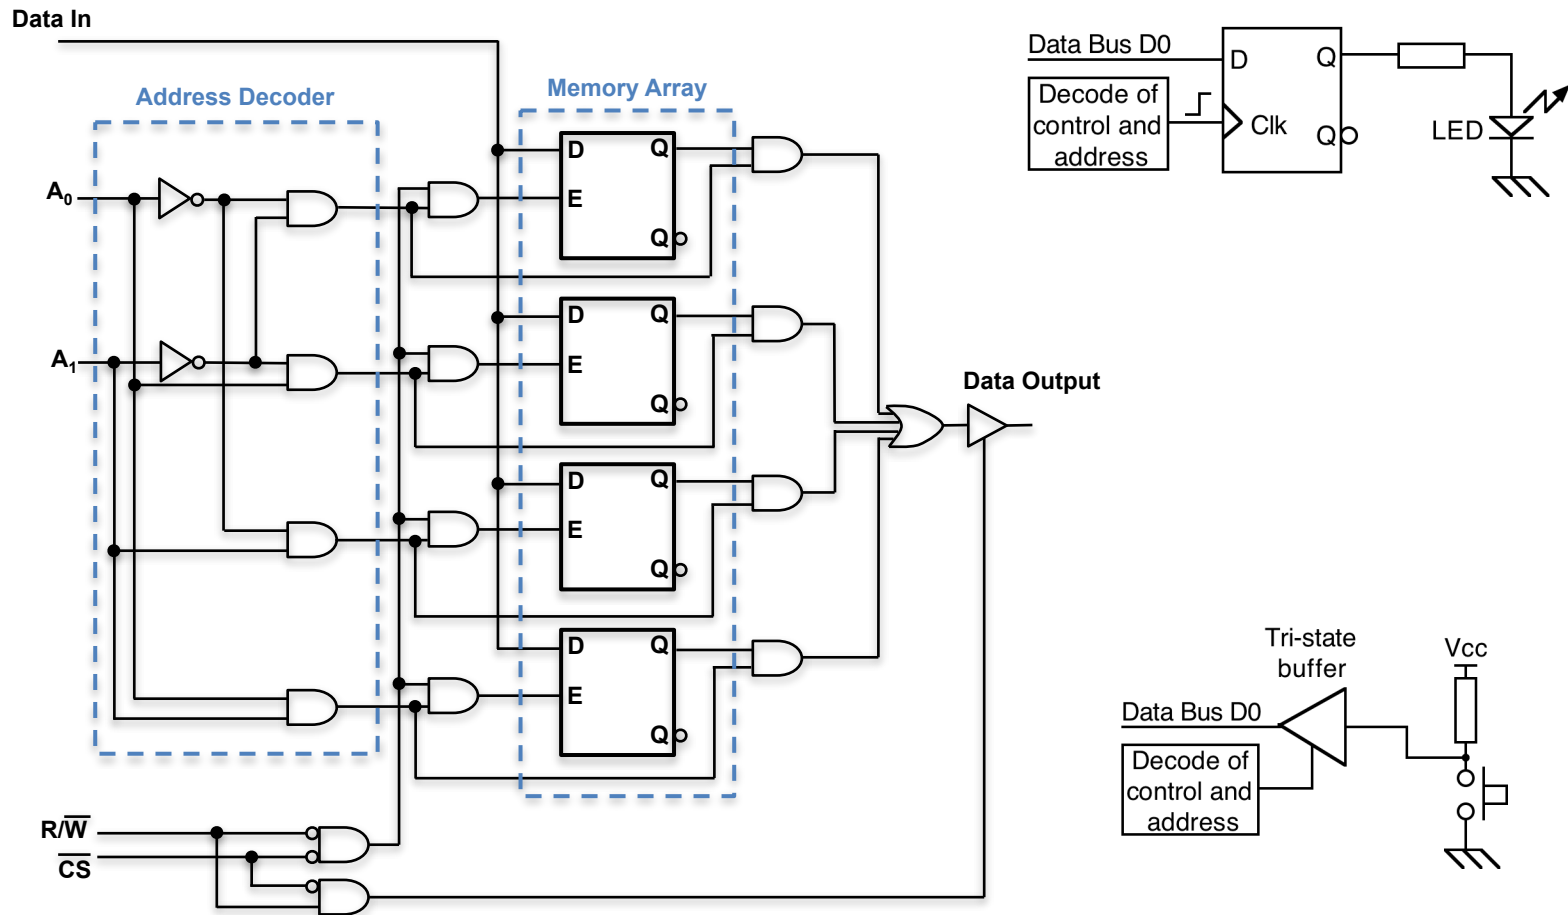 Data In
Address Decoder
Memory Array
A₀
A₁
D
Q
E
Q
D
Q
E
Q
D
Q
E
Q
D
Q
E
Q
R/W̅
C̅S̅
Data Output
Data Bus D0
Decode of
control and
address
D
Q
Clk
Q
LED
Tri-state
buffer
Vcc
Data Bus D0
Decode of
control and
address